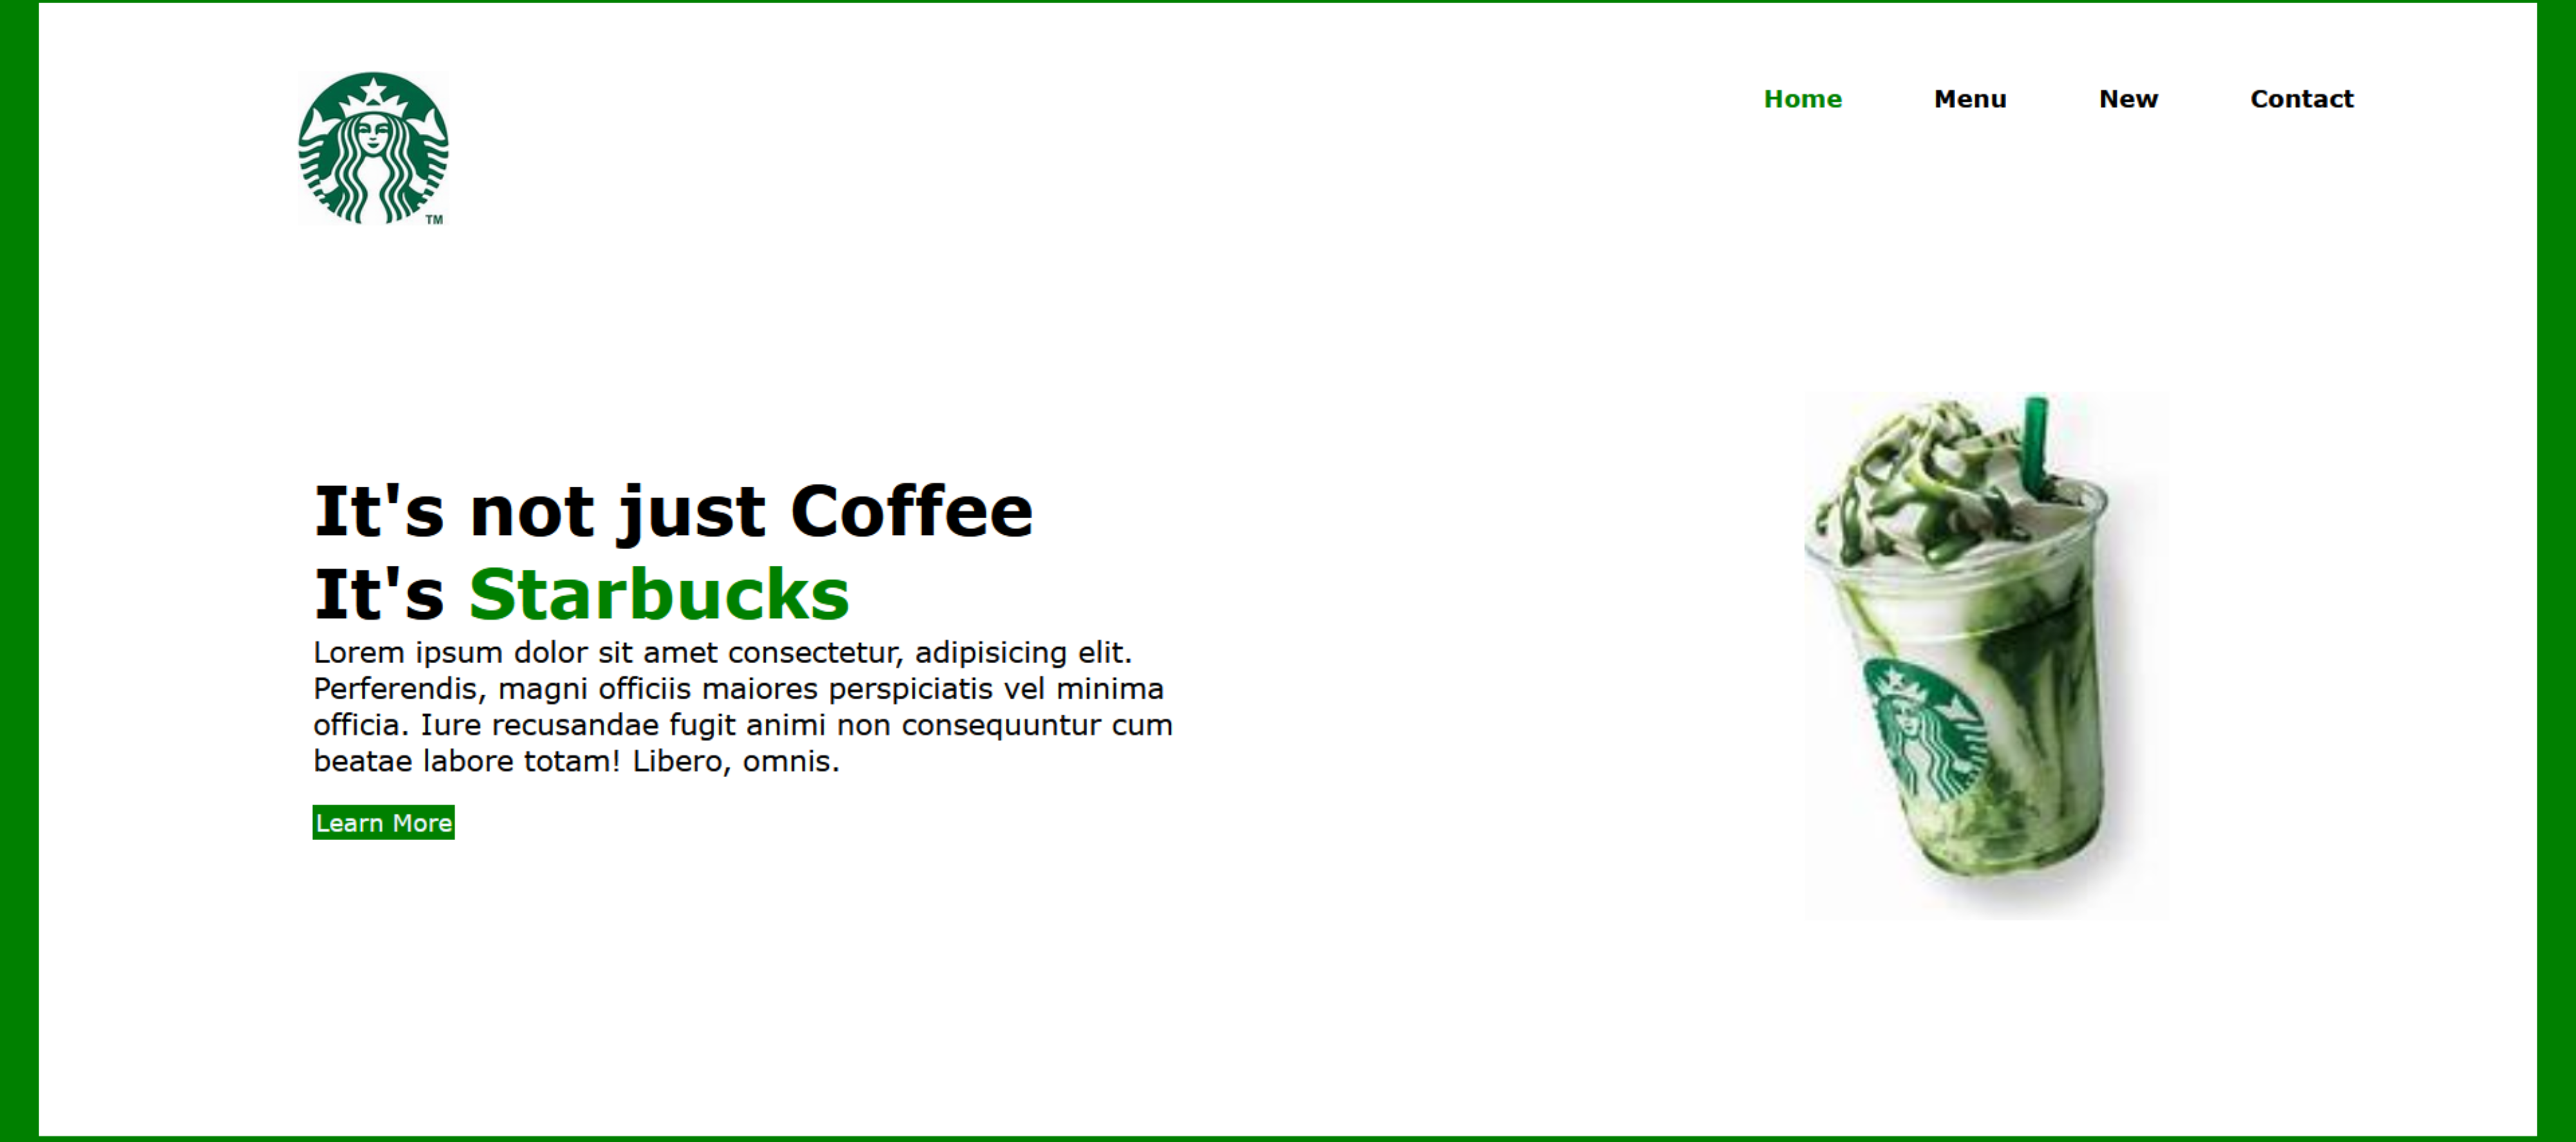 TM
Home Menu New Contact
It's not just Coffee
It's Starbucks
Lorem ipsum dolor sit amet consectetur, adipisicing elit.
Perferendis, magni officiis maiores perspiciatis vel minima
officia. Iure recusandae fugit animi non consequuntur cum
beatae labore totam! Libero, omnis.
Learn More